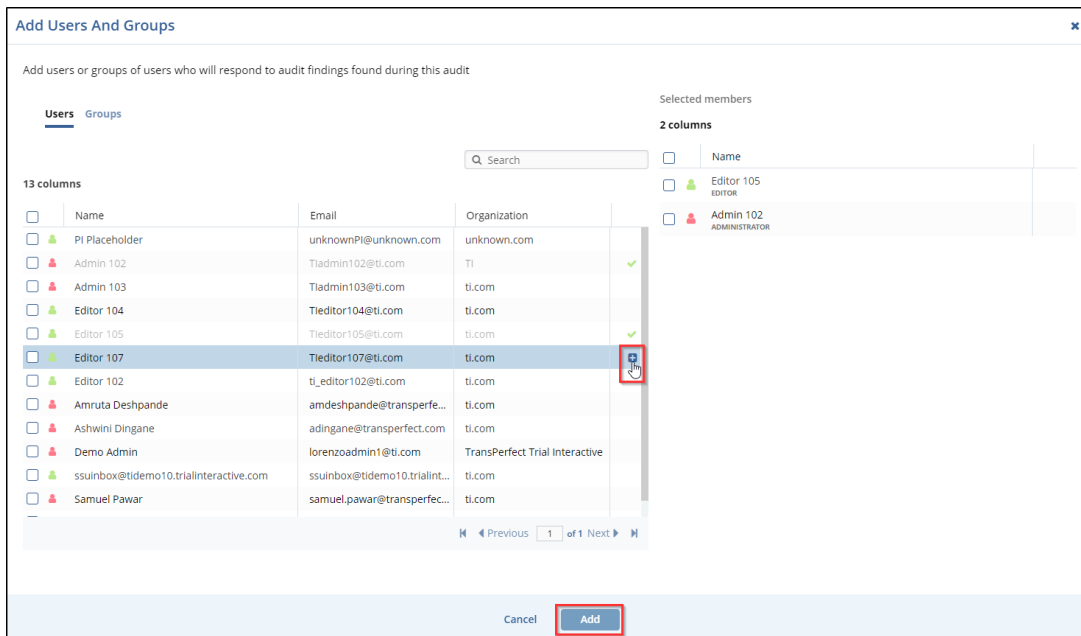 Add Users And Groups
Add users or groups of users who will respond to audit findings found during this audit
Users Groups
Search
13 columns
Name Email Organization
PI Placeholder unknownPI@unknown.com unknown.com
Admin 102 TIadmin102@ti.com TI
Admin 103 TIadmin103@ti.com ti.com
Editor 104 TIeditor104@ti.com ti.com
Editor 105 TIeditor105@ti.com ti.com
Editor 107 TIeditor107@ti.com ti.com
Editor 102 ti_editor102@ti.com ti.com
Amruta Deshpande amdeshpande@transperfe... ti.com
Ashwini Dingane adingane@transperfect.com ti.com
Demo Admin lorenzoadmin1@ti.com TransPerfect Trial Interactive
ssuinbox@tidemo10.trialinteractive.com ssuinbox@tidemo10.trialint... ti.com
Samuel Pawar samuel.pawar@transperfec... ti.com
Previous 1 of 1 Next
Selected members
2 columns
Name
Editor 105
EDITOR
Admin 102
ADMINISTRATOR
Cancel Add